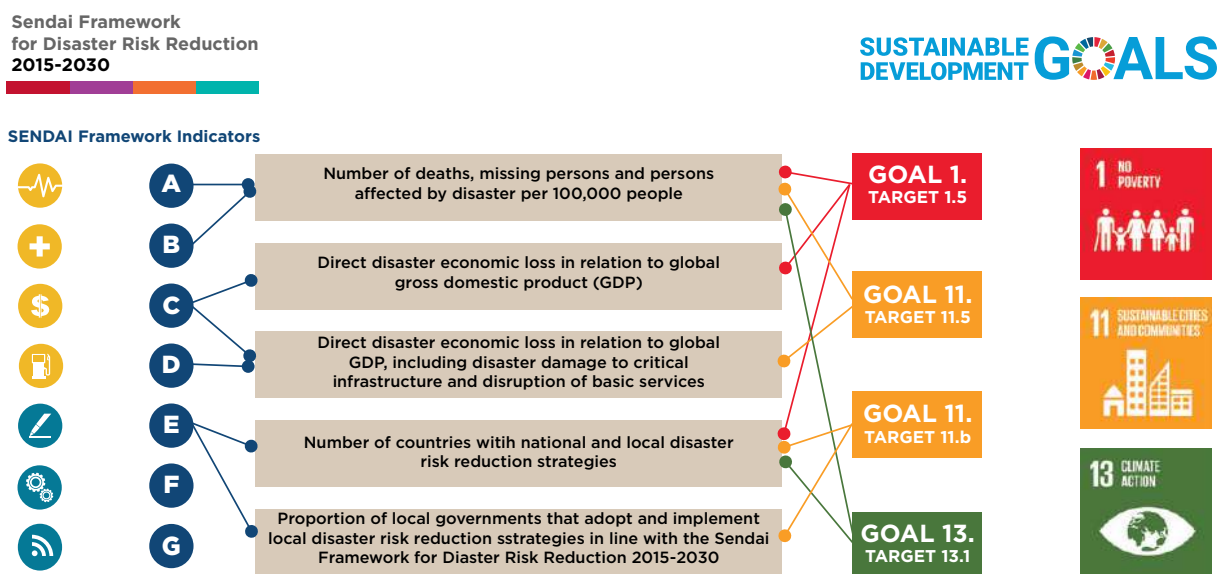 Sendai Framework
for Disaster Risk Reduction
2015-2030
SUSTAINABLE
DEVELOPMENT
GOALS
SENDAI Framework Indicators
A
B
C
D
E
F
G
$
Number of deaths, missing persons and persons
affected by disaster per 100,000 people
Direct disaster economic loss in relation to global
gross domestic product (GDP)
Direct disaster economic loss in relation to global
GDP, including disaster damage to critical
infrastructure and disruption of basic services
Number of countries witih national and local disaster
risk reduction strategies
Proportion of local governments that adopt and implement
local disaster risk reduction sstrategies in line with the Sendai
Framework for Diaster Risk Reduction 2015-2030
GOAL 1.
TARGET 1.5
GOAL 11.
TARGET 11.5
GOAL 11.
TARGET 11.b
GOAL 13.
TARGET 13.1
1 NO
POVERTY
11 SUSTAINABLE CITIES
AND COMMUNITIES
13 CLIMATE
ACTION